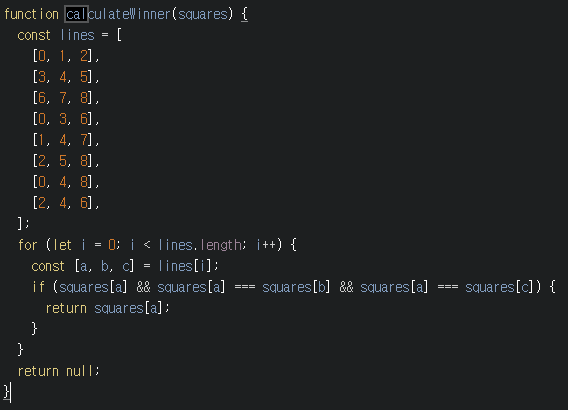 function calculateWinner(squares) {
  const lines = [
    [0, 1, 2],
    [3, 4, 5],
    [6, 7, 8],
    [0, 3, 6],
    [1, 4, 7],
    [2, 5, 8],
    [0, 4, 8],
    [2, 4, 6],
  ];
  for (let i = 0; i < lines.length; i++) {
    const [a, b, c] = lines[i];
    if (squares[a] && squares[a] === squares[b] && squares[a] === squares[c]) {
      return squares[a];
    }
  }
  return null;
}